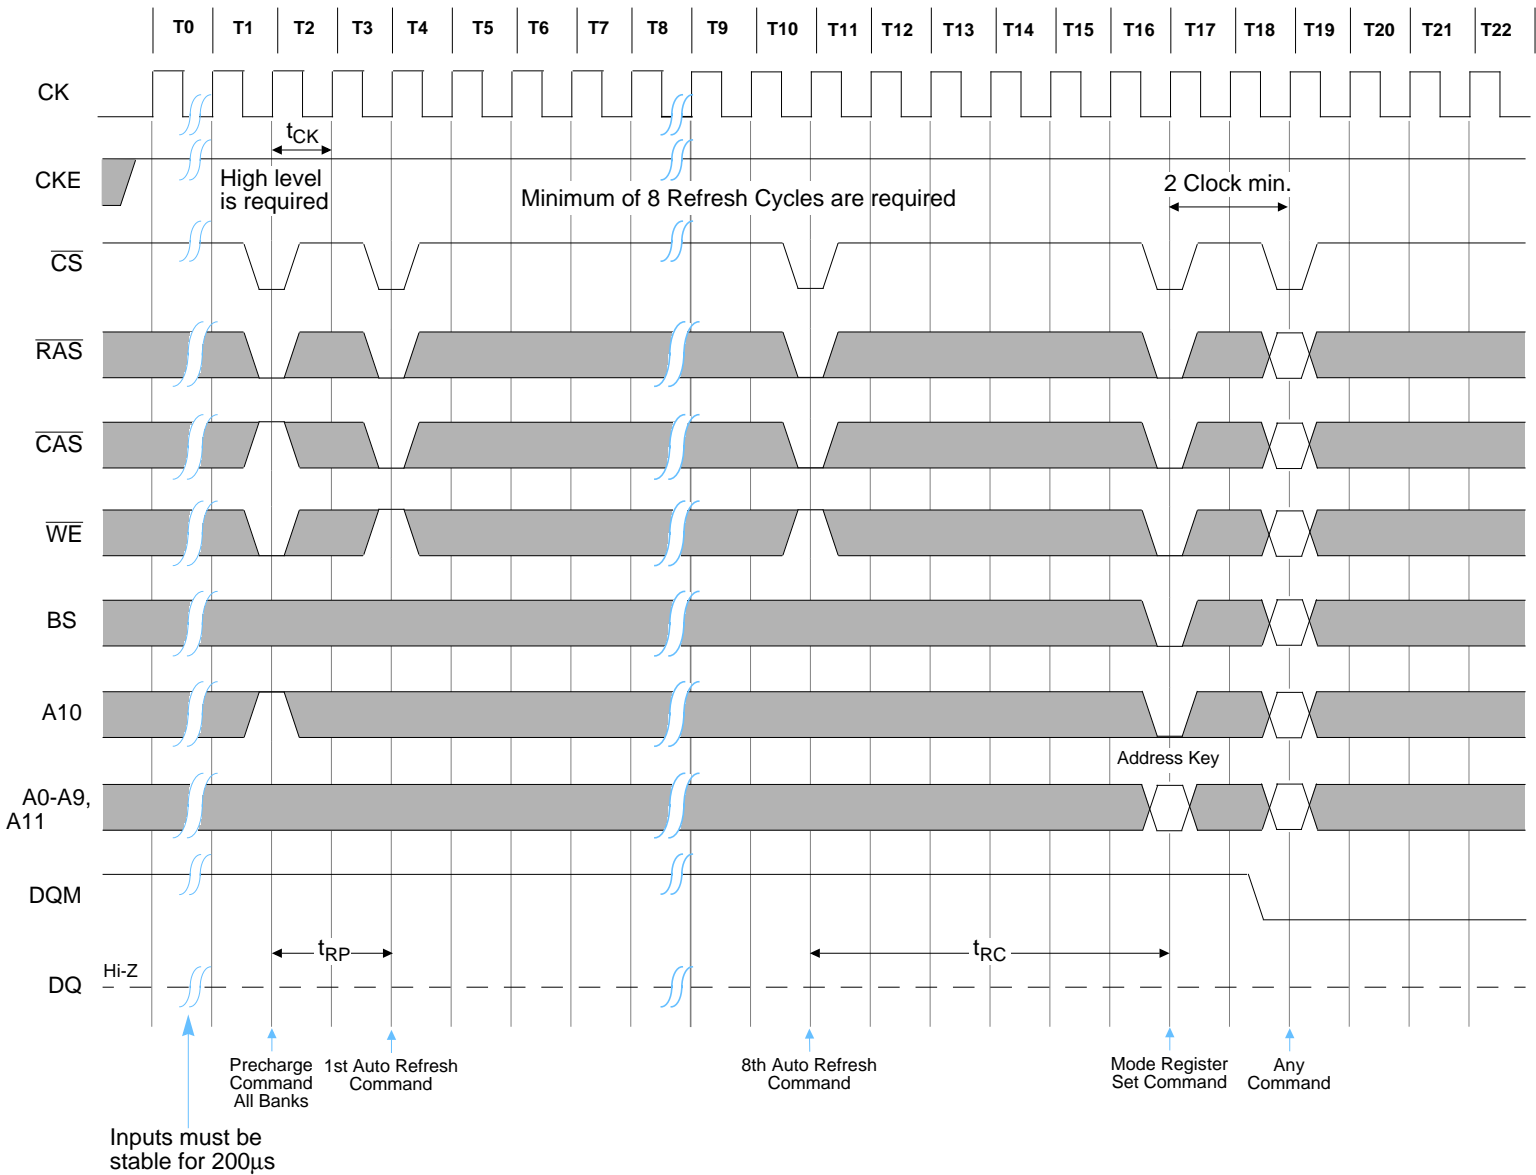 T0 T1 T2 T3 T4 T5 T6 T7 T8 T9 T10 T11 T12 T13 T14 T15 T16 T17 T18 T19 T20 T21 T22
CK
tCK
CKE
High level
is required
Minimum of 8 Refresh Cycles are required
2 Clock min.
CS
RAS
CAS
WE
BS
A10
Address Key
A0-A9,
A11
DQM
tRP
tRC
Hi-Z
DQ
Precharge
Command
All Banks
1st Auto Refresh
Command
8th Auto Refresh
Command
Mode Register
Set Command
Any
Command
Inputs must be
stable for 200µs